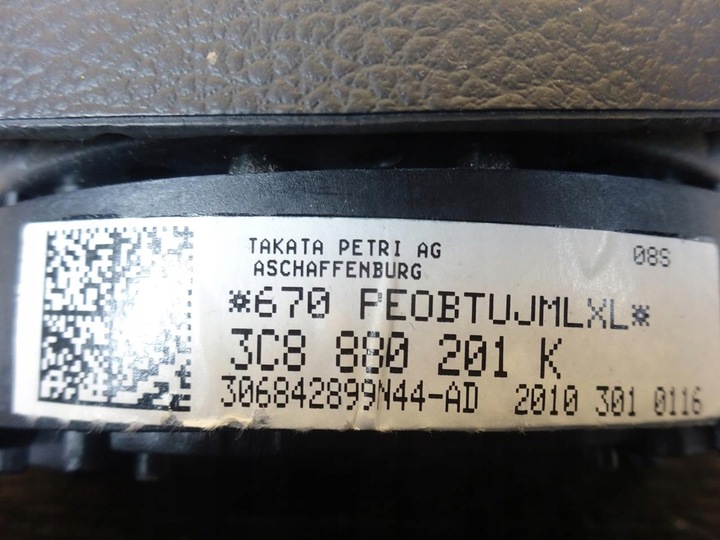 TAKATA PETRI AG 08S
ASCHAFFENBURG
*670 PEOBTUJMLXL*
3C8 880 201 K
306842899N44-AD 2010 301 0116